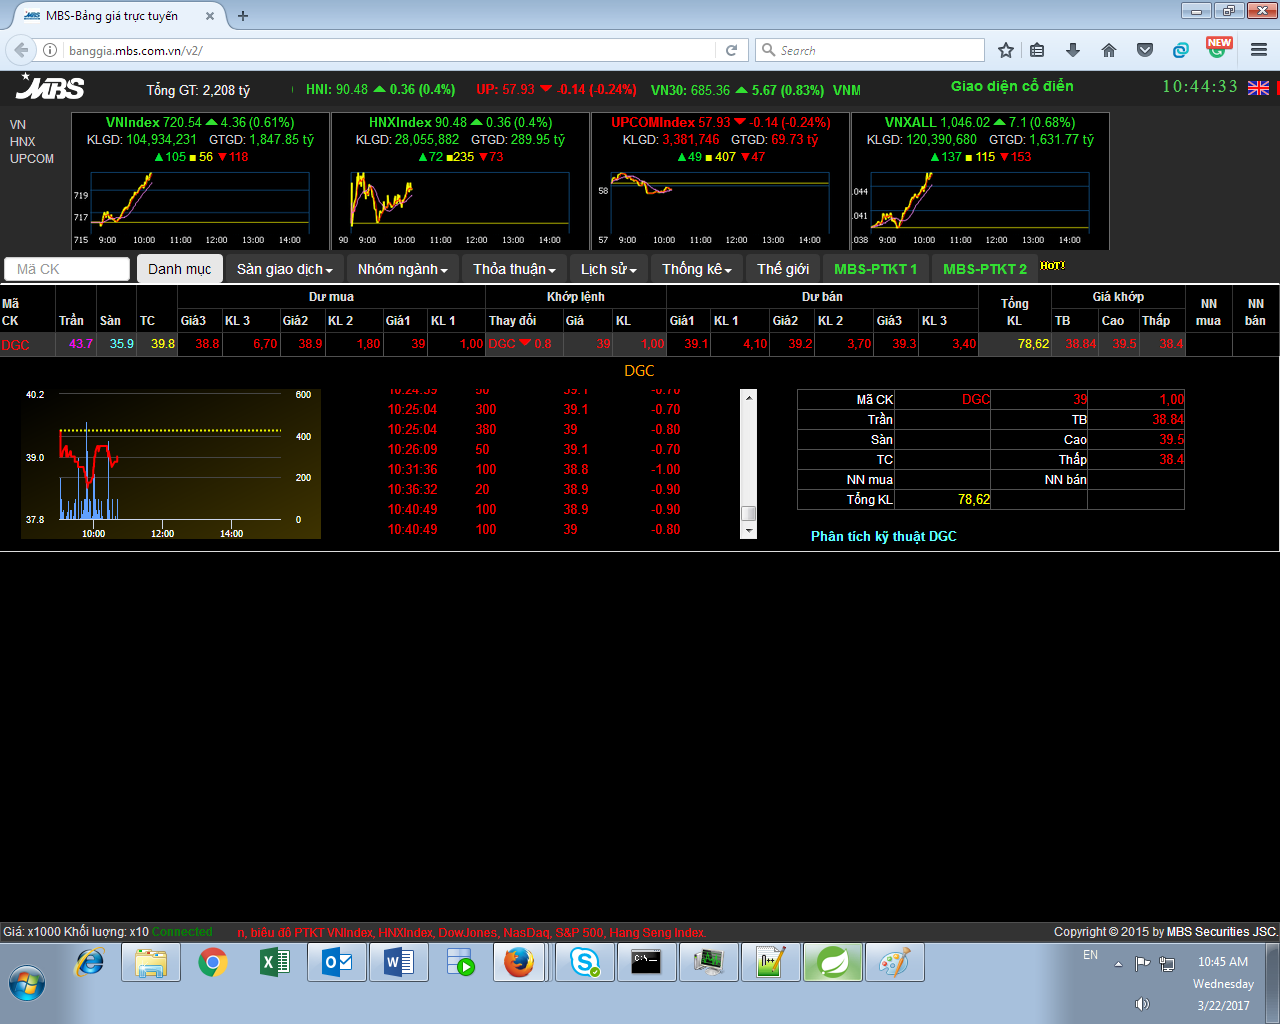 MBS-Bảng giá trực tuyến
banggia.mbs.com.vn/v2/
Search
NEW
MBS
Tổng GT: 2,208 tỷ
HNI: 90.48 ▲ 0.36 (0.4%) UP: 57.93 ▼ -0.14 (-0.24%) VN30: 685.36 ▲ 5.67 (0.83%) VNM
Giao diện cổ điển
10:44:33
VN
HNX
UPCOM
VNIndex 720.54 ▲ 4.36 (0.61%)
KLGD: 104,934,231 GTGD: 1,847.85 tỷ
▲105 ■ 56 ▼118
719
717
715 9:00 10:00 11:00 12:00 13:00 14:00
HNXIndex 90.48 ▲ 0.36 (0.4%)
KLGD: 28,055,882 GTGD: 289.95 tỷ
▲72 ■235 ▼73
90 9:00 10:00 11:00 12:00 13:00 14:00
UPCOMIndex 57.93 ▼ -0.14 (-0.24%)
KLGD: 3,381,746 GTGD: 69.73 tỷ
▲49 ■ 407 ▼47
58
57 9:00 10:00 11:00 12:00 13:00 14:00
VNXALL 1,046.02 ▲ 7.1 (0.68%)
KLGD: 120,390,680 GTGD: 1,631.77 tỷ
▲137 ■ 115 ▼153
.044
.041
.038 9:00 10:00 11:00 12:00 13:00 14:00
Mã CK Danh mục Sàn giao dịch Nhóm ngành Thỏa thuận Lịch sử Thống kê Thế giới MBS-PTKT 1 MBS-PTKT 2 HOT!
Mã CK Trần Sàn TC Dư mua Khớp lệnh Dư bán Tổng KL Giá khớp NN mua NN bán
Giá3 KL 3 Giá2 KL 2 Giá1 KL 1 Thay đổi Giá KL Giá1 KL 1 Giá2 KL 2 Giá3 KL 3 TB Cao Thấp
DGC 43.7 35.9 39.8 38.8 6,70 38.9 1,80 39 1,00 DGC ▼ 0.8 39 1,00 39.1 4,10 39.2 3,70 39.3 3,40 78,62 38.84 39.5 38.4
DGC
40.2 600
39.0 400
200
37.8 0
10:00 12:00 14:00
10:24:39 50 39.1 -0.70
10:25:04 300 39.1 -0.70
10:25:04 380 39 -0.80
10:26:09 50 39.1 -0.70
10:31:36 100 38.8 -1.00
10:36:32 20 38.9 -0.90
10:40:49 100 38.9 -0.90
10:40:49 100 39 -0.80
Mã CK DGC 39 1,00
Trần TB 38.84
Sàn Cao 39.5
TC Thấp 38.4
NN mua NN bán
Tổng KL 78,62
Phân tích kỹ thuật DGC
Giá: x1000 Khối lượng: x10 Connected
n, biểu đồ PTKT VNIndex, HNXIndex, DowJones, NasDaq, S&P 500, Hang Seng Index.
Copyright © 2015 by MBS Securities JSC.
EN
10:45 AM
Wednesday
3/22/2017